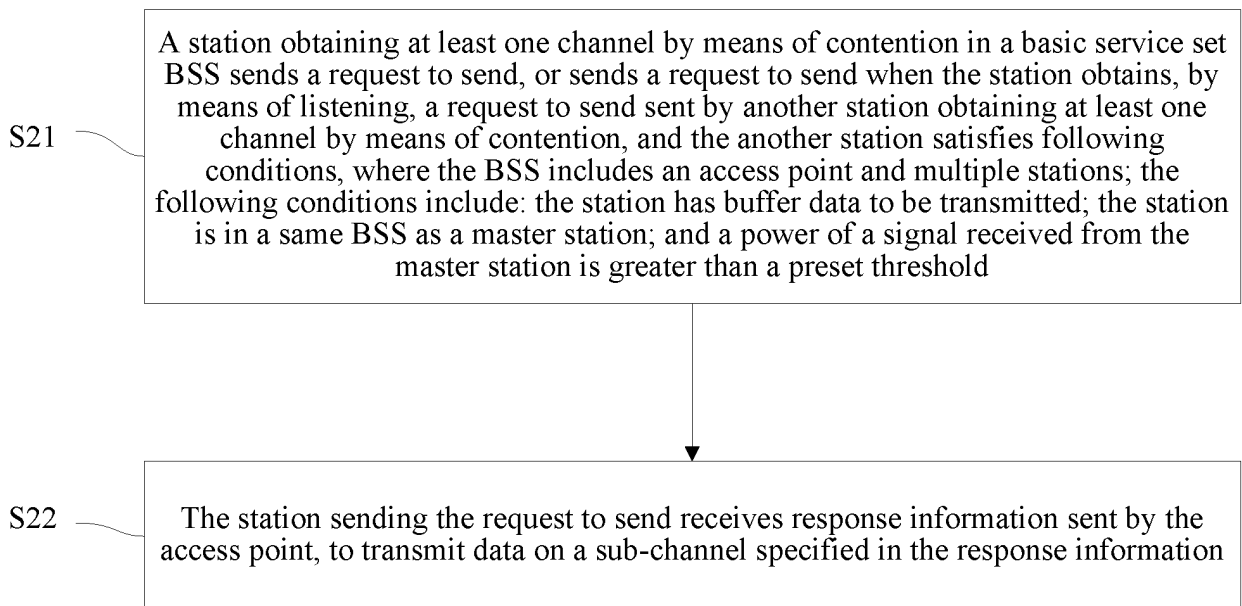 S21
A station obtaining at least one channel by means of contention in a basic service set
BSS sends a request to send, or sends a request to send when the station obtains, by
means of listening, a request to send sent by another station obtaining at least one
channel by means of contention, and the another station satisfies following
conditions, where the BSS includes an access point and multiple stations; the
following conditions include: the station has buffer data to be transmitted; the station
is in a same BSS as a master station; and a power of a signal received from the
master station is greater than a preset threshold
S22
The station sending the request to send receives response information sent by the
access point, to transmit data on a sub-channel specified in the response information